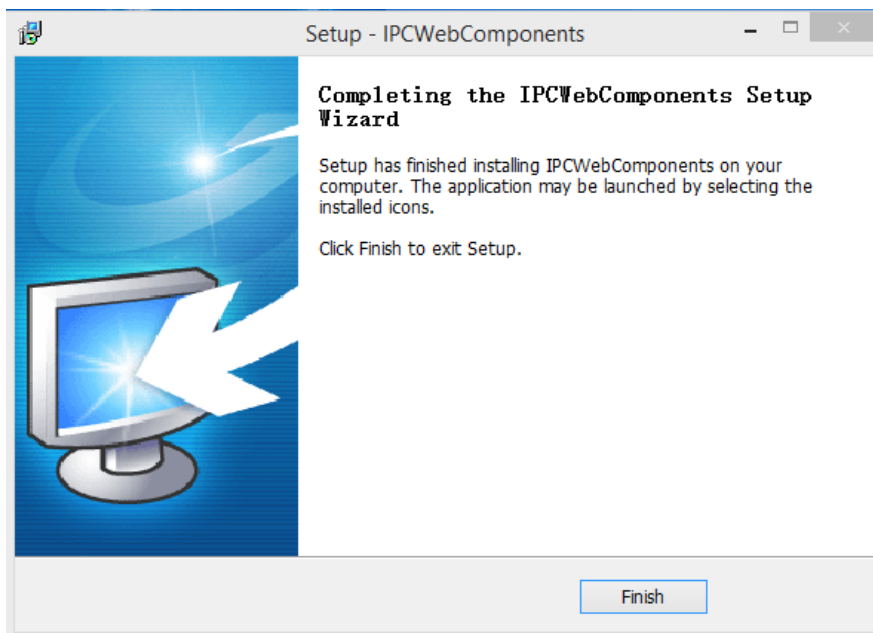 Setup - IPCWebComponents
Completing the IPCWebComponents Setup
Wizard
Setup has finished installing IPCWebComponents on your
computer. The application may be launched by selecting the
installed icons.
Click Finish to exit Setup.
Finish